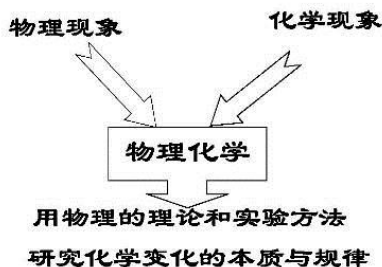 物理现象
化学现象
物理化学
用物理的理论和实验方法
研究化学变化的本质与规律